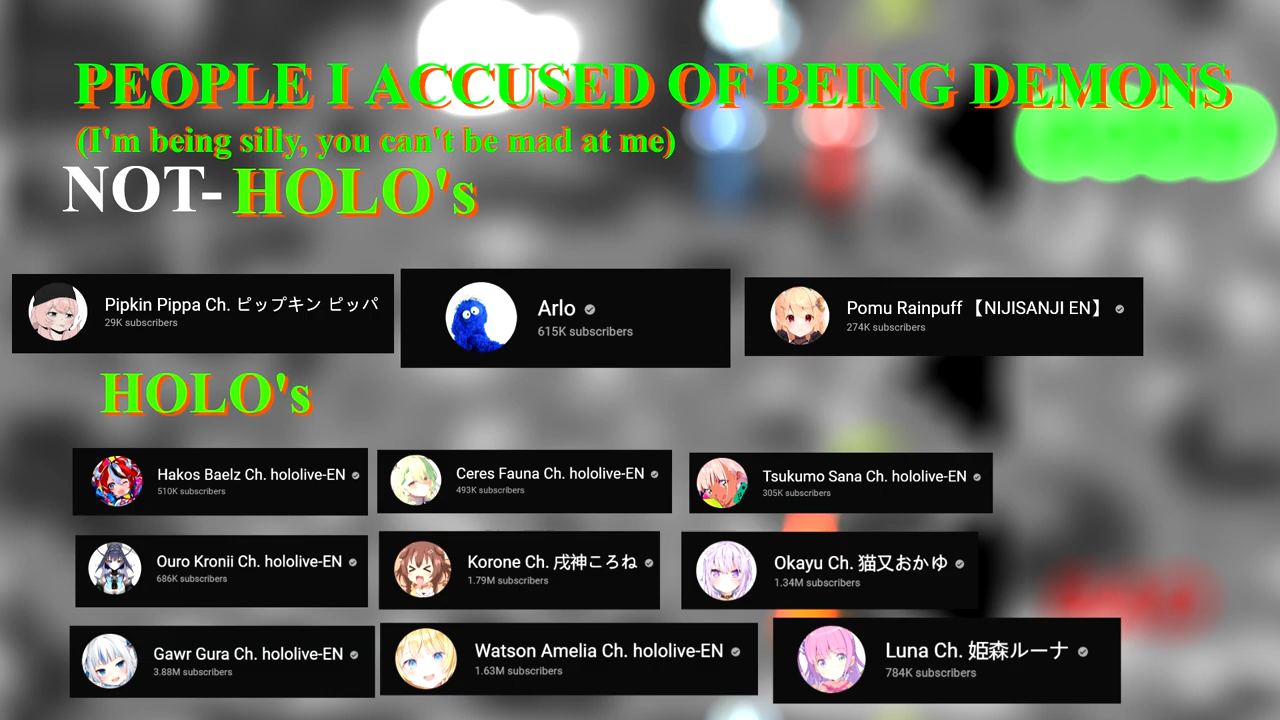 PEOPLE I ACCUSED OF BEING DEMONS
(I'm being silly, you can't be mad at me)
NOT-HOLO's
Pipkin Pippa Ch. ピップキン ピッパ
29K subscribers
Arlo
615K subscribers
Pomu Rainpuff【NIJISANJI EN】
274K subscribers
HOLO's
Hakos Baelz Ch. hololive-EN
510K subscribers
Ceres Fauna Ch. hololive-EN
493K subscribers
Tsukumo Sana Ch. hololive-EN
305K subscribers
Ouro Kronii Ch. hololive-EN
686K subscribers
Korone Ch. 戌神ころね
1.79M subscribers
Okayu Ch. 猫又おかゆ
1.34M subscribers
Gawr Gura Ch. hololive-EN
3.88M subscribers
Watson Amelia Ch. hololive-EN
1.63M subscribers
Luna Ch. 姫森ルーナ
784K subscribers